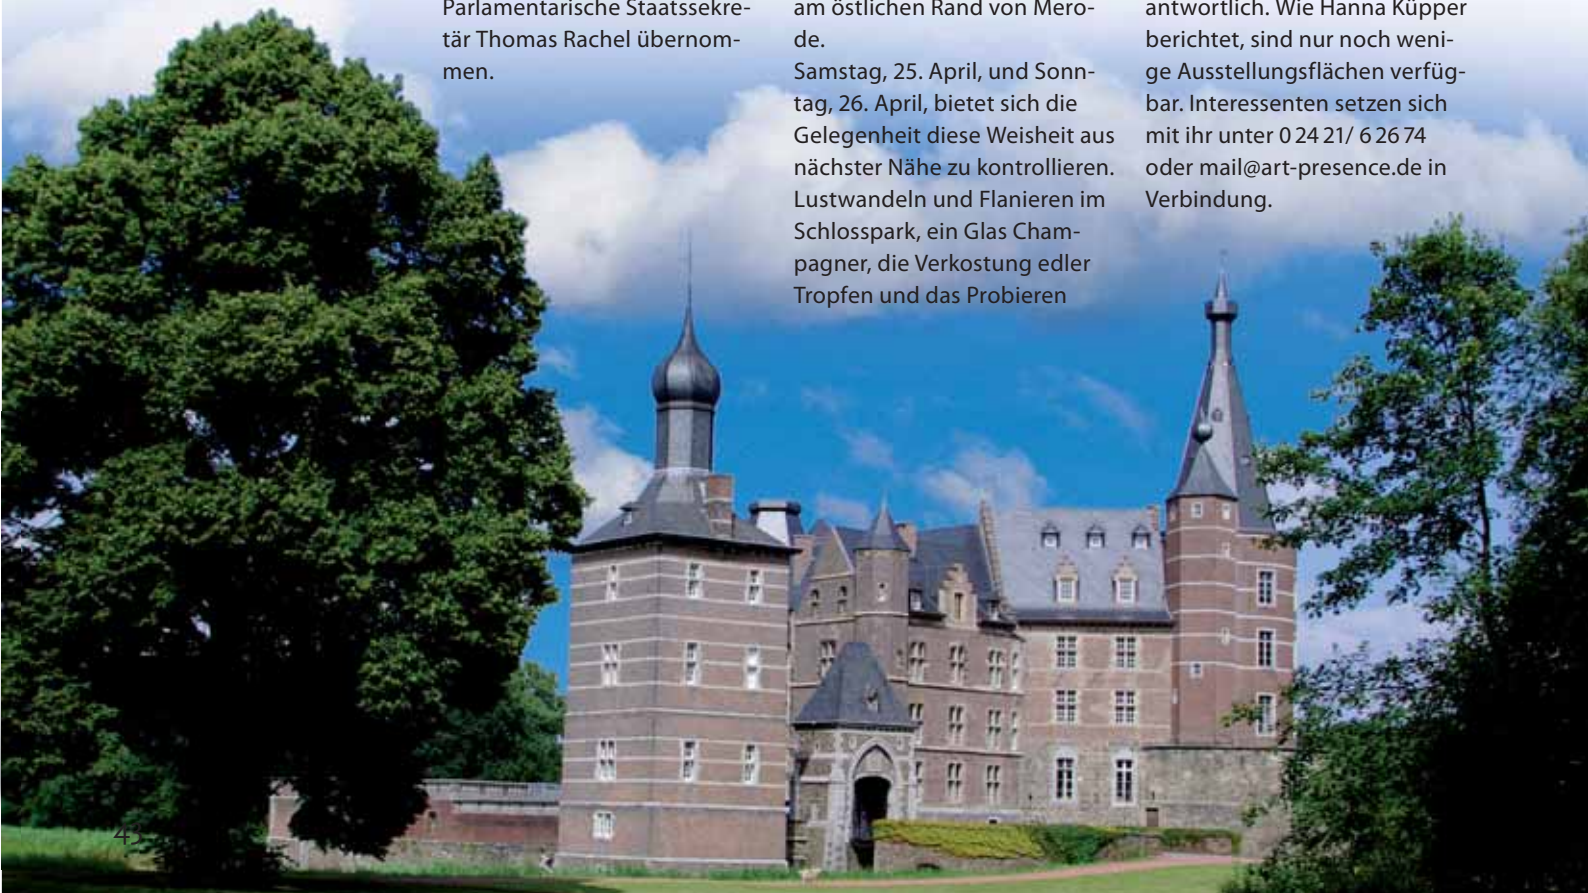 Parlamentarische Staatssekre-
tär Thomas Rachel übernom-
men.
am östlichen Rand von Mero-
de.
Samstag, 25. April, und Sonn-
tag, 26. April, bietet sich die
Gelegenheit diese Weisheit aus
nächster Nähe zu kontrollieren.
Lustwandeln und Flanieren im
Schlosspark, ein Glas Cham-
pagner, die Verkostung edler
Tropfen und das Probieren
antwortlich. Wie Hanna Küpper
berichtet, sind nur noch weni-
ge Ausstellungsflächen verfüg-
bar. Interessenten setzen sich
mit ihr unter 0 24 21/ 6 26 74
oder mail@art-presence.de in
Verbindung.